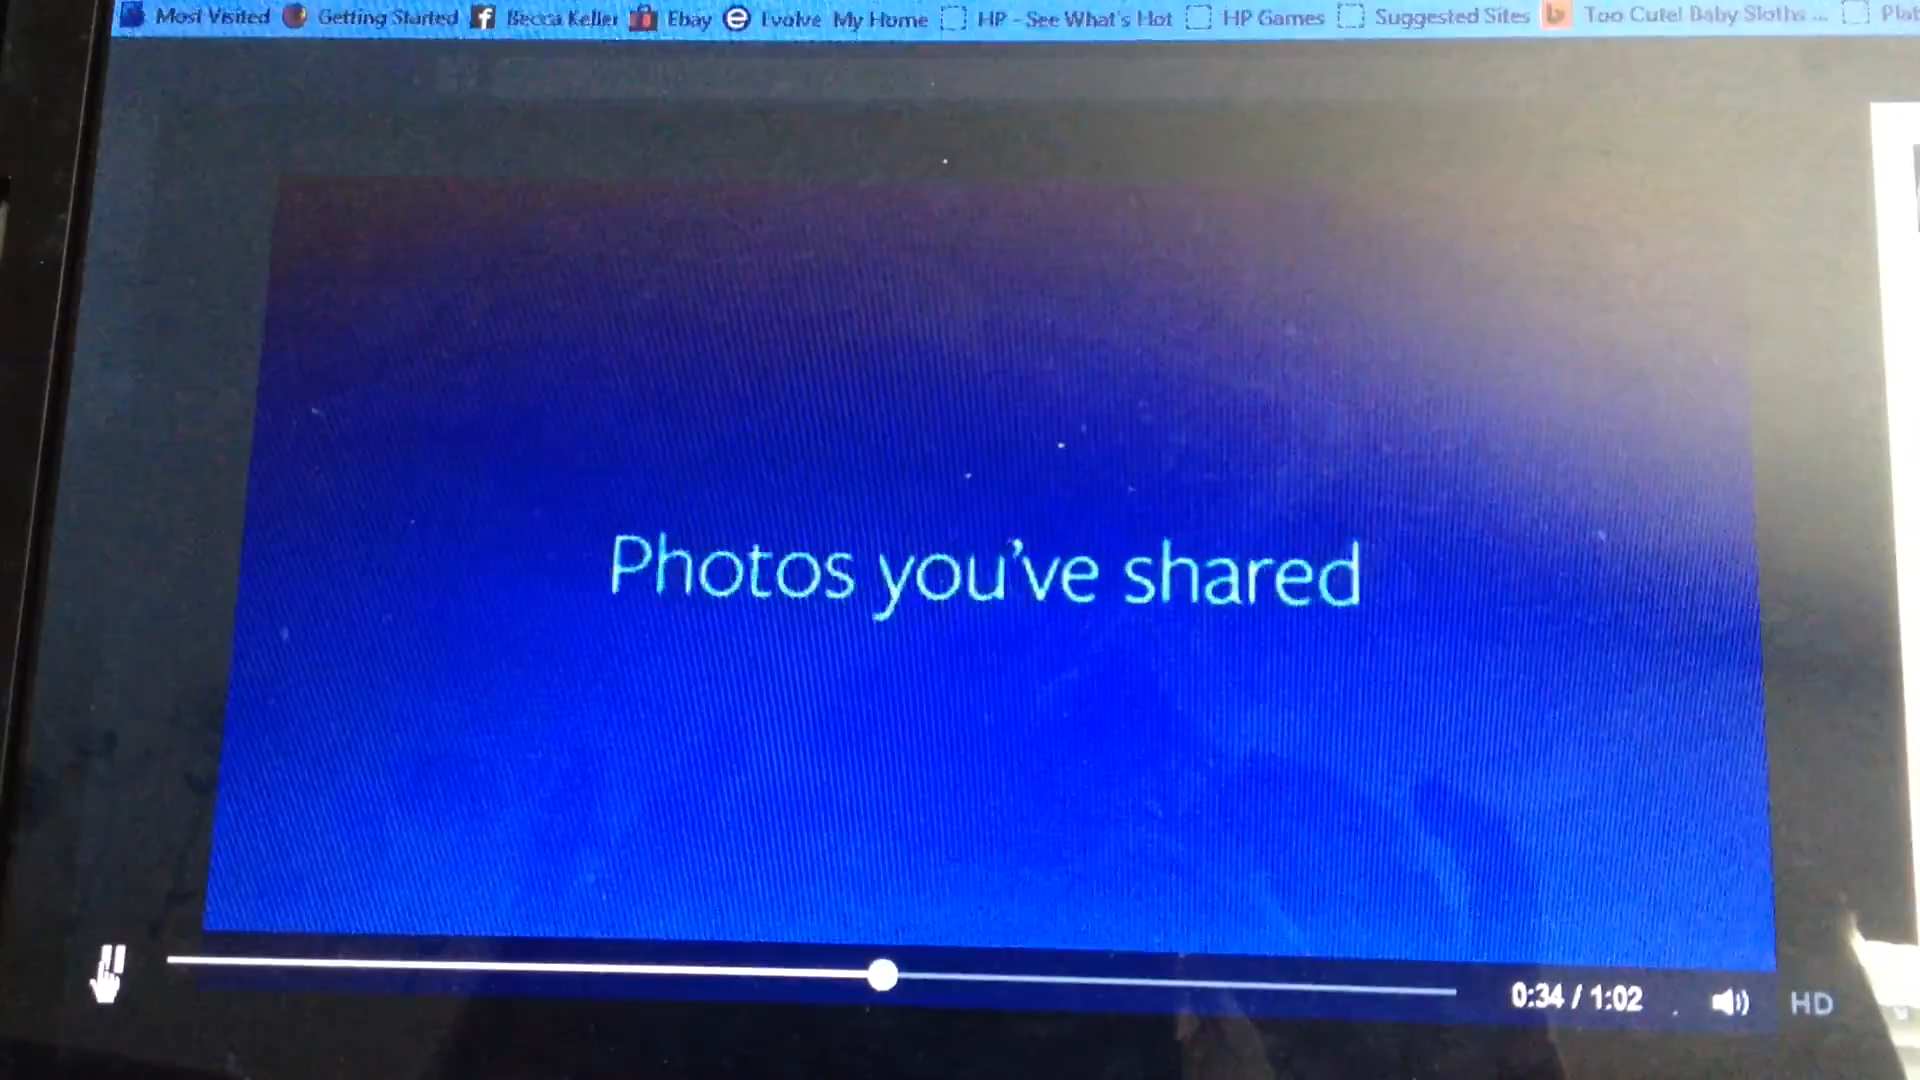 Most Visited Getting Started Becca Keller Ebay Evolve My Home HP - See What's Hot HP Games Suggested Sites Too Cute! Baby Sloths ...
Photos you've shared
0:34 / 1:02 HD